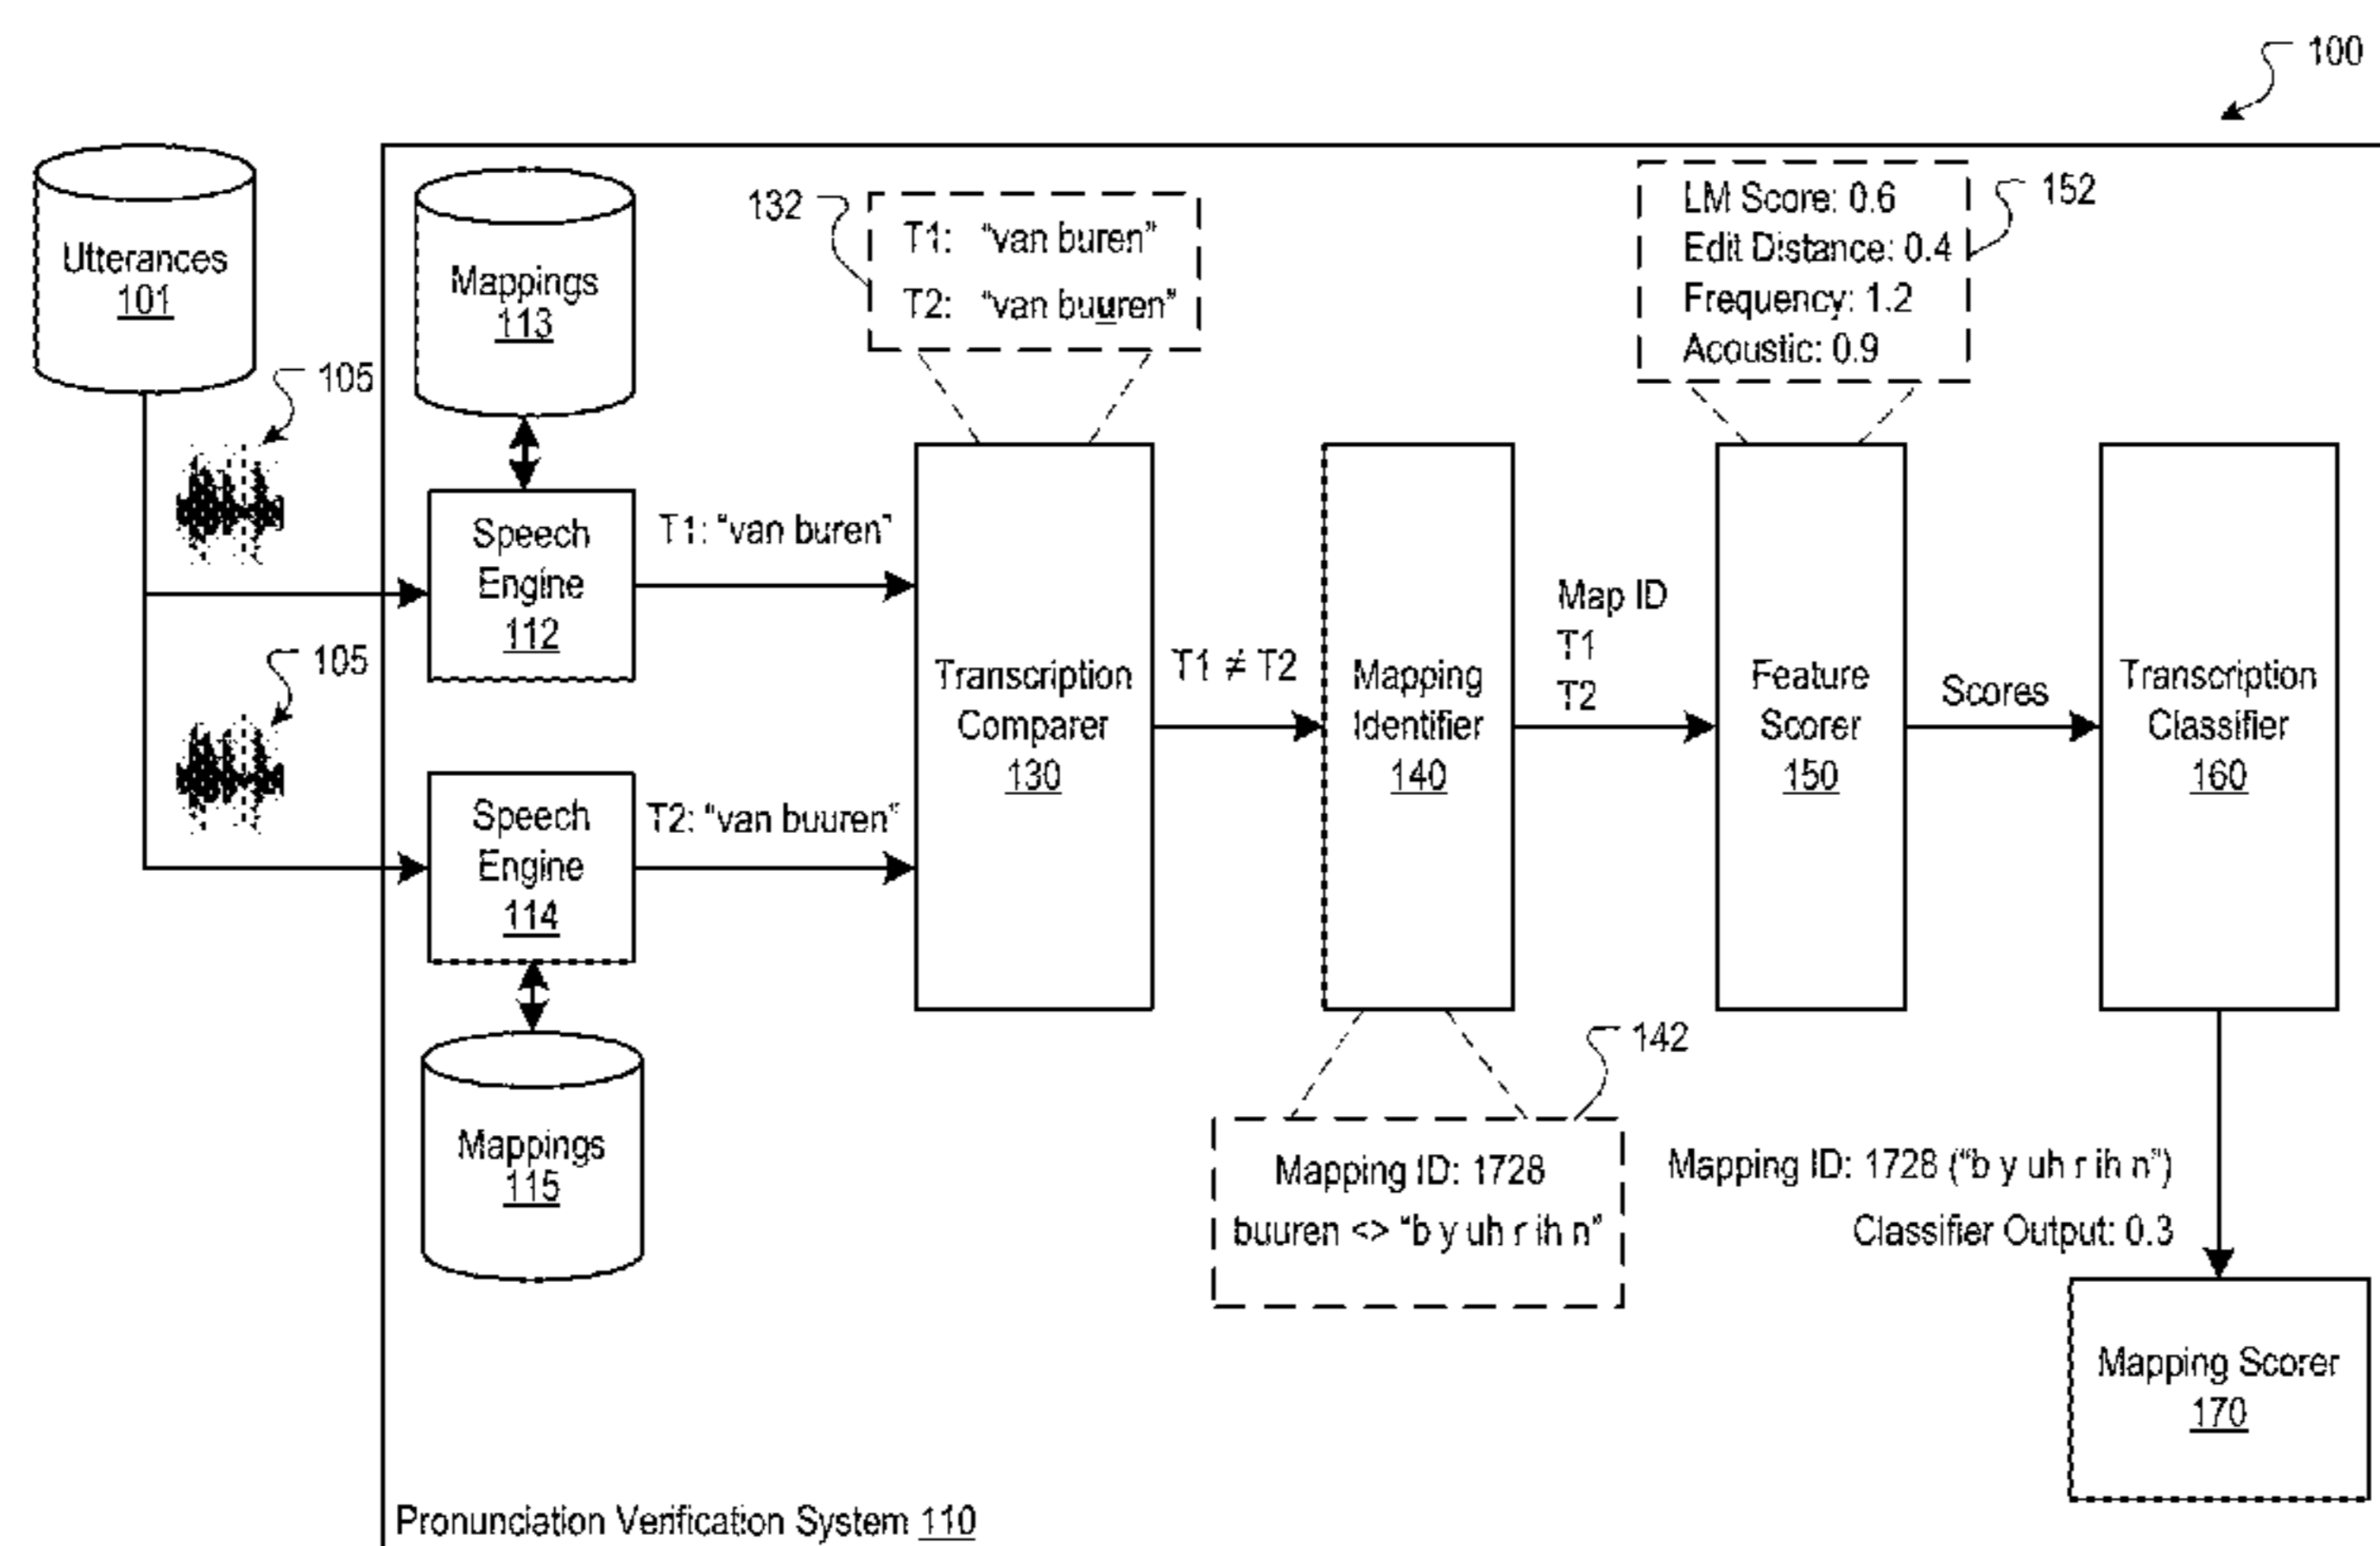 100
Utterances
101
105
105
Mappings
113
Speech
Engine
112
Speech
Engine
114
Mappings
115
T1: “van buren”
T2: “van buuren”
132
T1: “van buren”
T2: “van buuren”
Transcription
Comparer
130
T1 ≠ T2
Mapping
Identifier
140
142
Mapping ID: 1728
buuren <> “b y uh r ih n”
Map ID
T1
T2
LM Score: 0.6
Edit Distance: 0.4
Frequency: 1.2
Acoustic: 0.9
152
Feature
Scorer
150
Scores
Transcription
Classifier
160
Mapping ID: 1728 (“b y uh r ih n”)
Classifier Output: 0.3
Mapping Scorer
170
Pronunciation Verification System 110